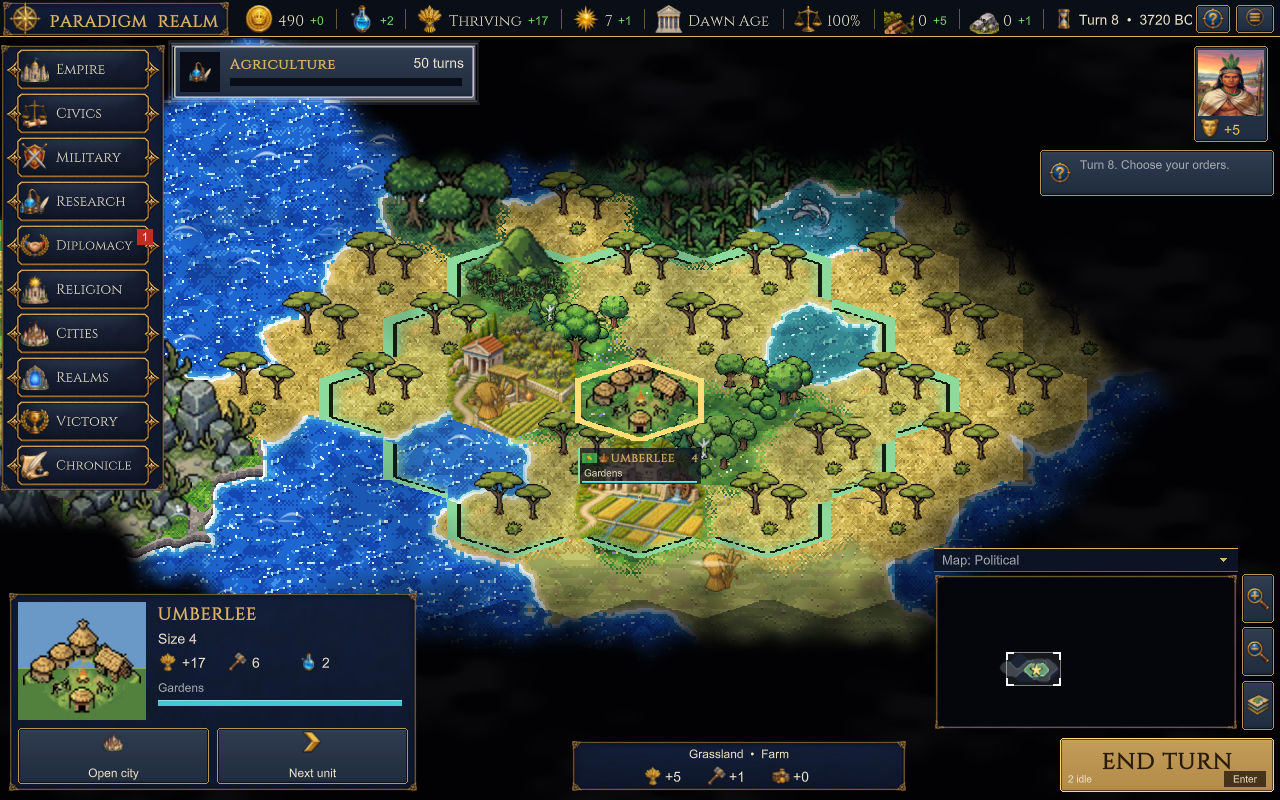 PARADIGM REALM
490 +0
+2
THRIVING +17
7 +1
DAWN AGE
100%
0 +5
0 +1
Turn 8 • 3720 BC
EMPIRE
CIVICS
MILITARY
RESEARCH
DIPLOMACY 1
RELIGION
CITIES
REALMS
VICTORY
CHRONICLE
AGRICULTURE 50 turns
+5
Turn 8. Choose your orders.
UMBERLEE 4
Gardens
UMBERLEE
Size 4
+17 6 2
Gardens
Open city
Next unit
Grassland • Farm
+5 +1 +0
Map: Political
END TURN
2 idle
Enter